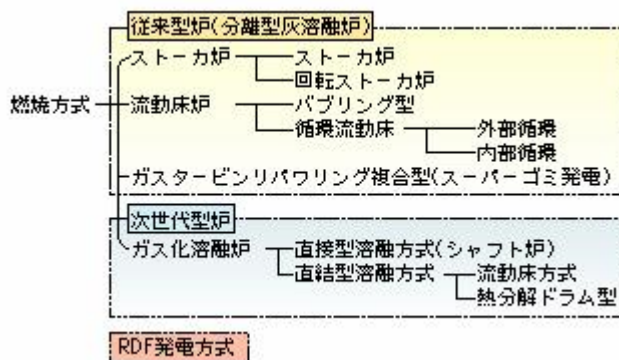 従来型炉(分離型灰溶融炉)
ストーカ炉 ストーカ炉
回転ストーカ炉
燃焼方式 流動床炉 バブリング型
循環流動床 外部循環
内部循環
ガスタービンリパワリング複合型(スーパーゴミ発電)
次世代型炉
ガス化溶融炉 直接型溶融方式(シャフト炉)
直結型溶融方式 流動床方式
熱分解ドラム型
RDF発電方式